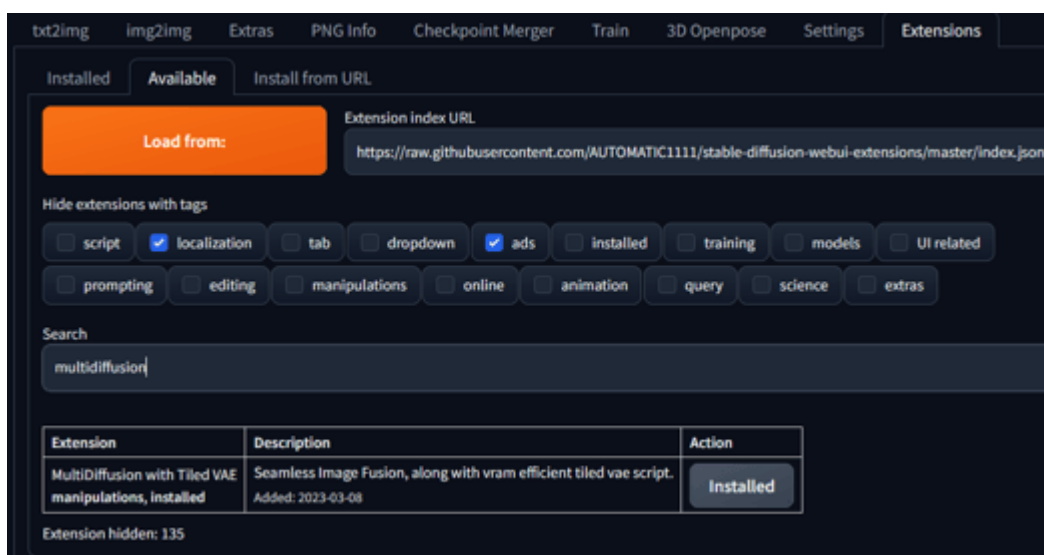 txt2img img2img Extras PNG Info Checkpoint Merger Train 3D Openpose Settings Extensions
Installed Available Install from URL
Load from:
Extension index URL
https://raw.githubusercontent.com/AUTOMATIC1111/stable-diffusion-webui-extensions/master/index.json
Hide extensions with tags
script localization tab dropdown ads installed training models UI related
prompting editing manipulations online animation query science extras
Search
multidiffusion
Extension Description Action
MultiDiffusion with Tiled VAE
manipulations, installed
Seamless Image Fusion, along with vram efficient tiled vae script.
Added: 2023-03-08
Installed
Extension hidden: 135